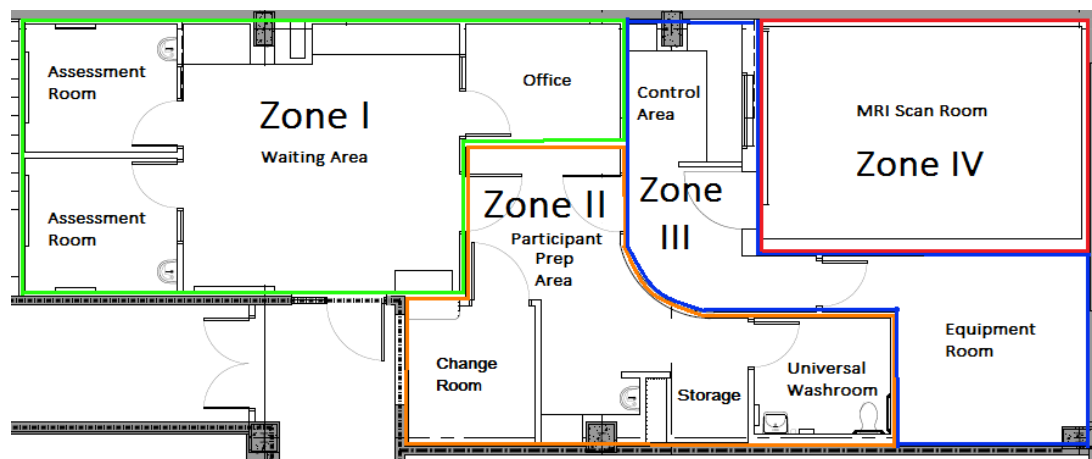 Assessment
Room
Zone I
Waiting Area
Office
Assessment
Room
Zone II
Participant
Prep
Area
Change
Room
Storage
Universal
Washroom
Control
Area
Zone
III
MRI Scan Room
Zone IV
Equipment
Room